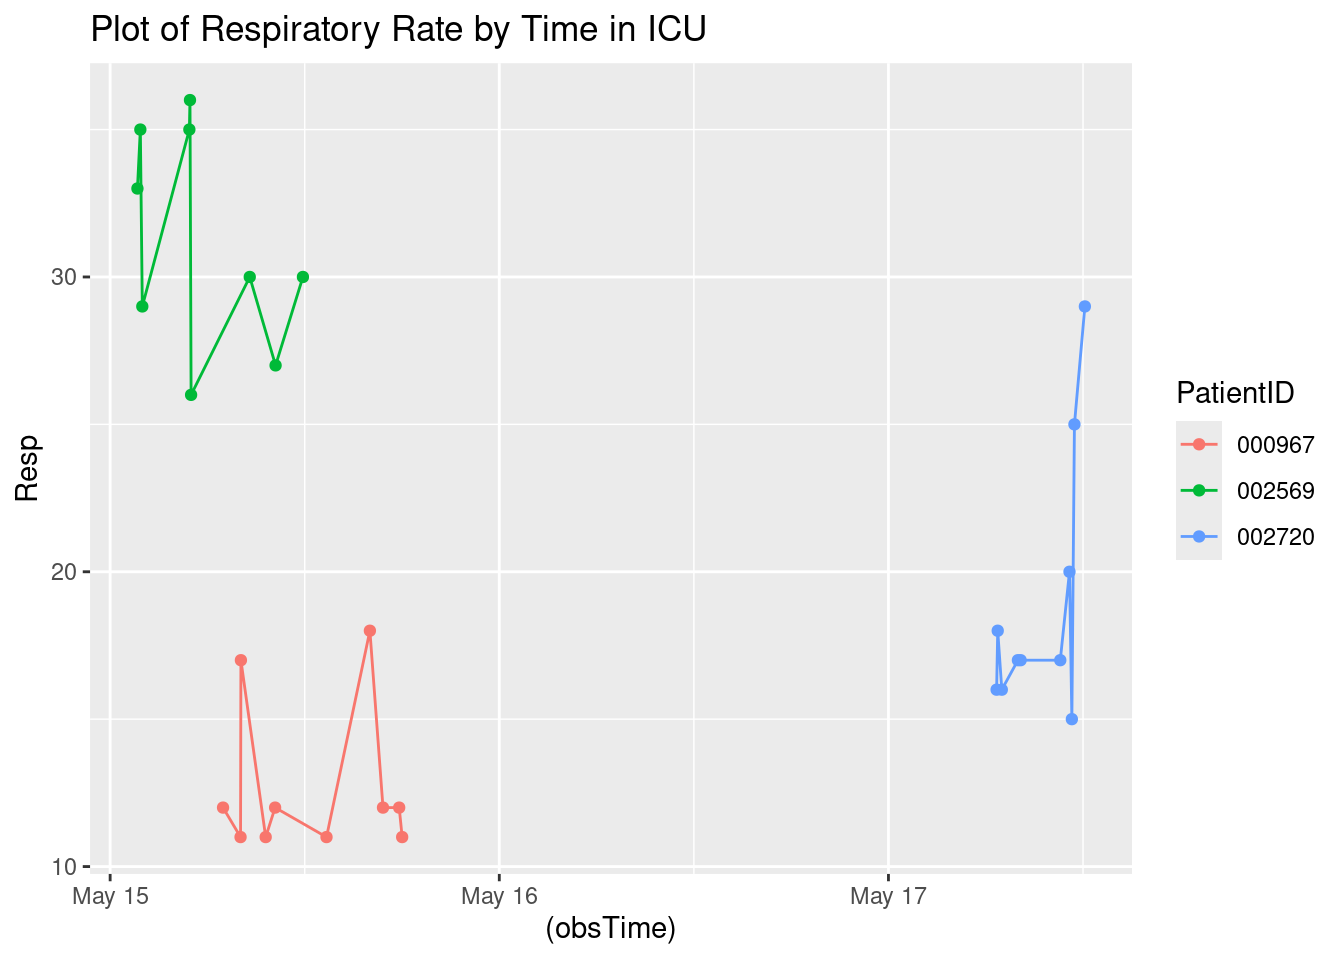 Plot of Respiratory Rate by Time in ICU
Resp
30
20
10
May 15
May 16
May 17
(obsTime)
PatientID
000967
002569
002720